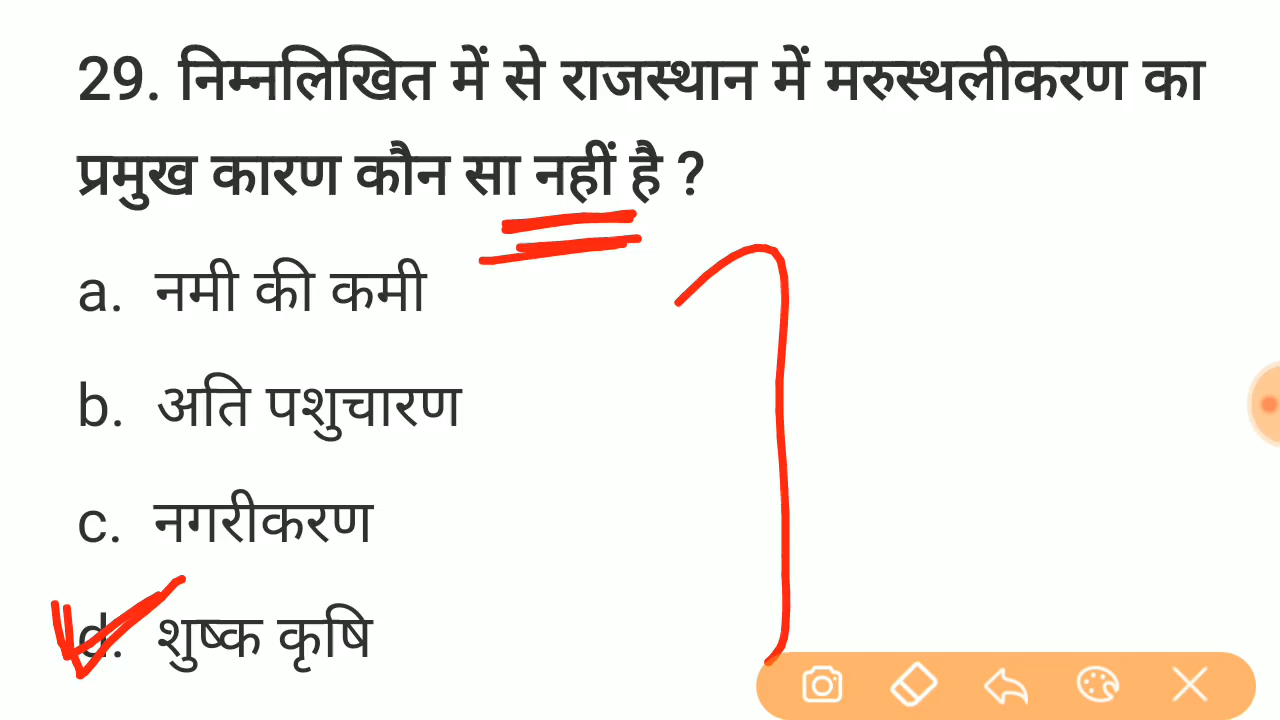 29. निम्नलिखित में से राजस्थान में मरुस्थलीकरण का
प्रमुख कारण कौन सा नहीं है ?
a. नमी की कमी
b. अति पशुचारण
c. नगरीकरण
d. शुष्क कृषि